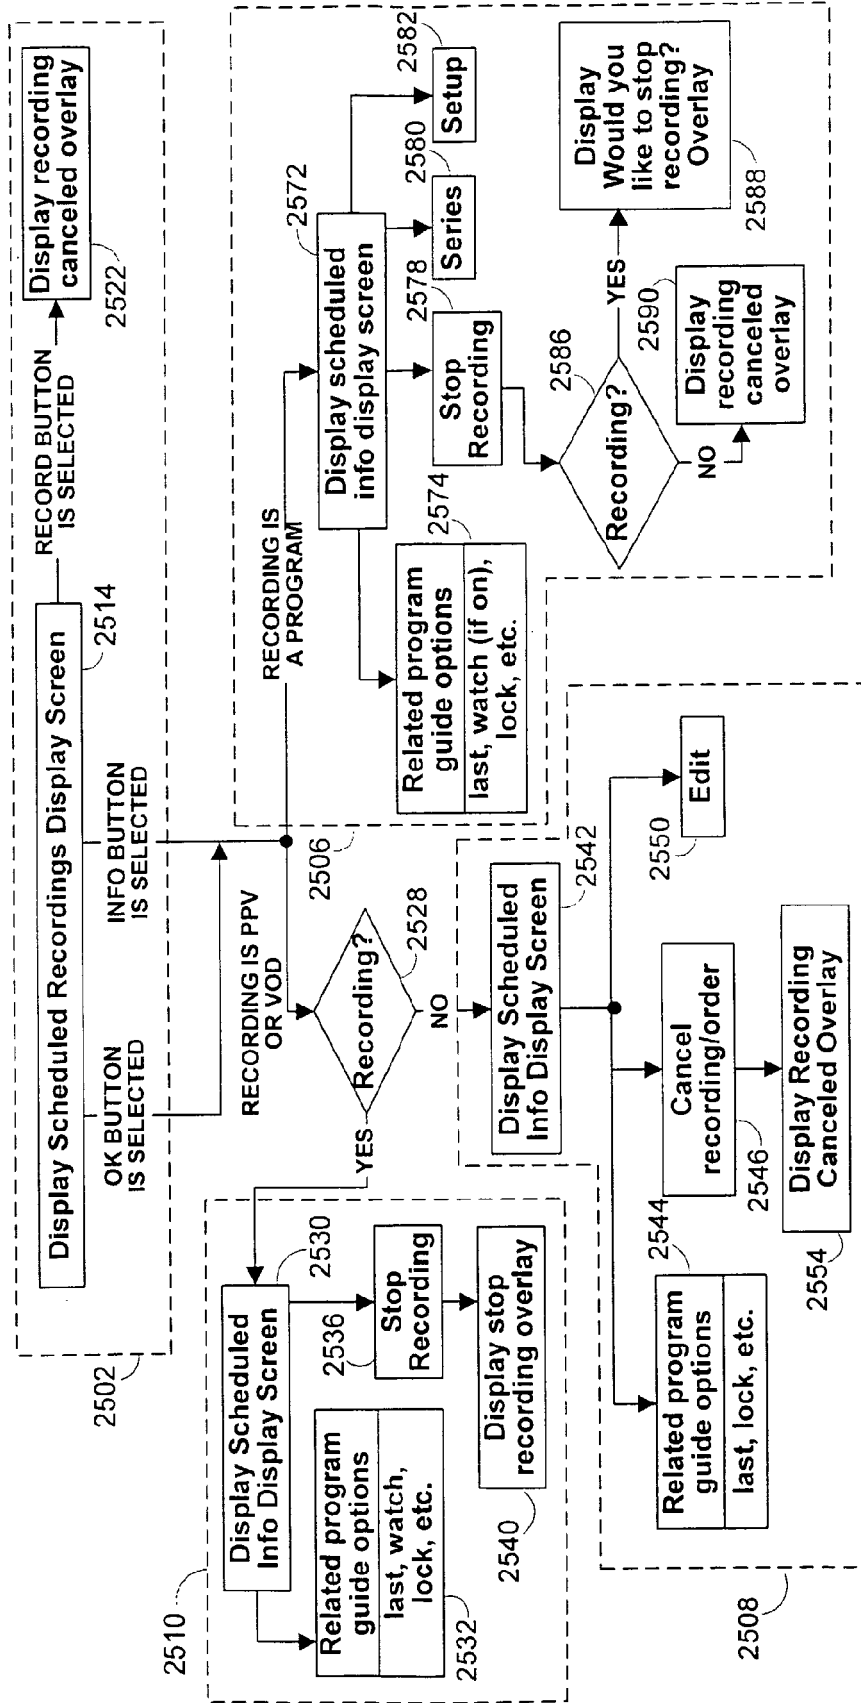 2502
Display Scheduled Recordings Display Screen
2514
RECORD BUTTON
IS SELECTED
Display recording
canceled overlay
2522
OK BUTTON
IS SELECTED
INFO BUTTON
IS SELECTED
RECORDING IS PPV
OR VOD
RECORDING IS
A PROGRAM
Recording?
2528
YES
NO
2510
Display Scheduled
Info Display Screen
2530
Related program
guide options
last, watch,
lock, etc.
2532
2536
Stop
Recording
Display stop
recording overlay
2540
2508
Display Scheduled
Info Display Screen
2542
Related program
guide options
last, lock, etc.
2544
Cancel
recording/order
2546
Display Recording
Canceled Overlay
2554
Edit
2550
2506
Display scheduled
info display screen
2572
Related program
guide options
last, watch (if on),
lock, etc.
2574
Stop
Recording
2578
Series
2580
Setup
2582
Recording?
2586
YES
NO
Display
Would you
like to stop
recording?
Overlay
2588
Display
recording
canceled
overlay
2590